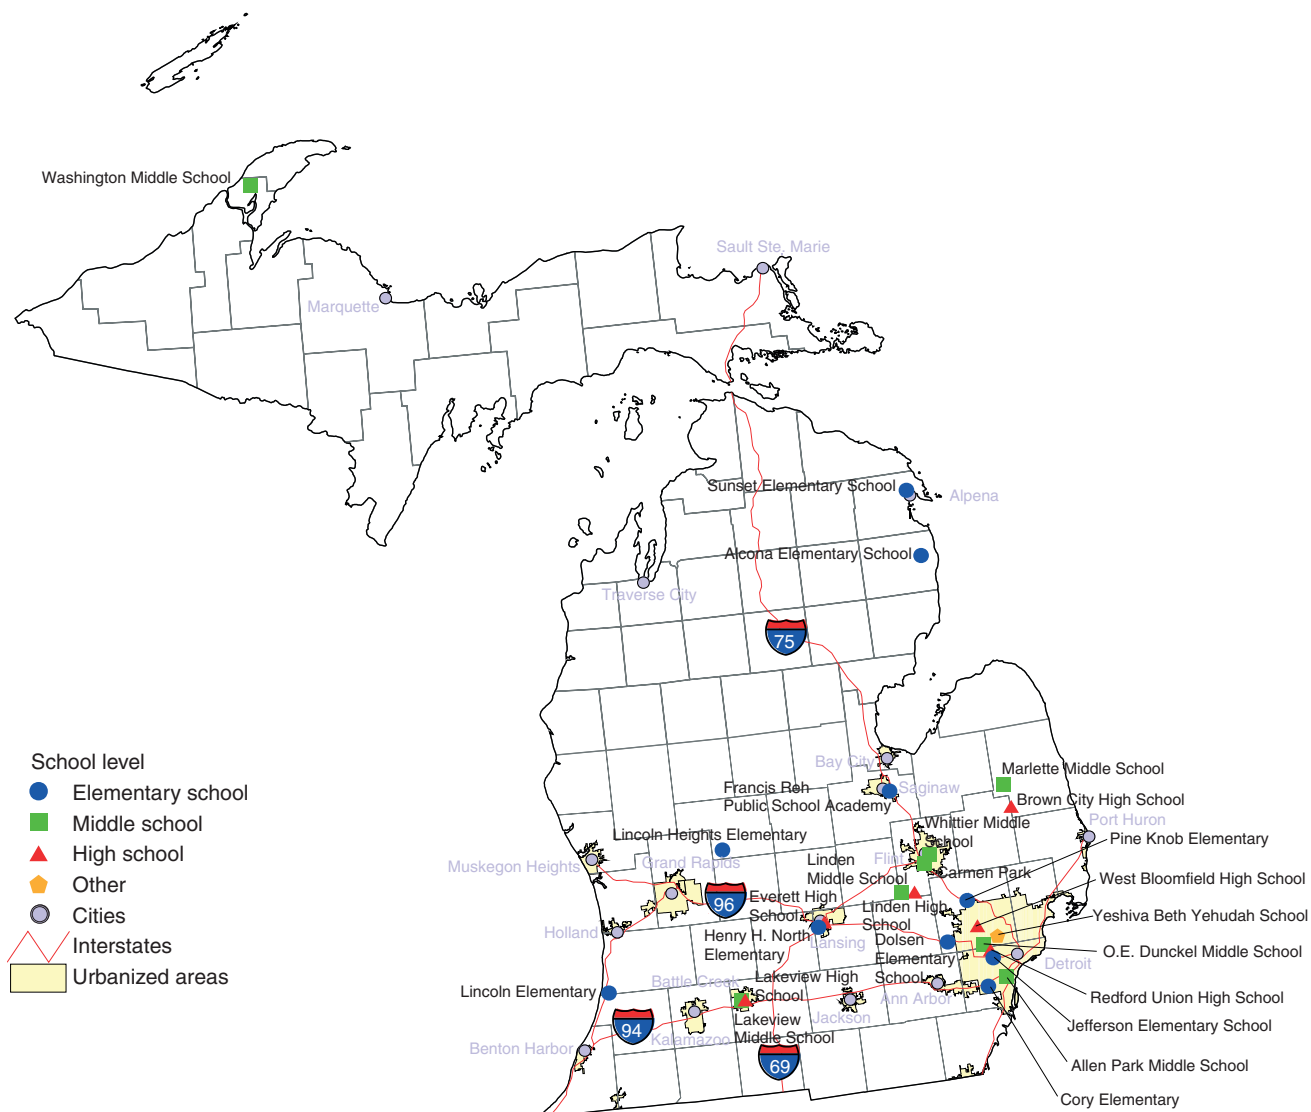 Washington Middle School
Sault Ste. Marie
Marquette
Sunset Elementary School
Alpena
Alcona Elementary School
Traverse City
75
School level
Elementary school
Middle school
High school
Other
Cities
Interstates
Urbanized areas
Bay City
Marlette Middle School
Francis Reh
Public School Academy
Saginaw
Brown City High School
Port Huron
Whittier Middle
School
Lincoln Heights Elementary
Pine Knob Elementary
Muskegon Heights
Grand Rapids
Linden
Middle School
Flint
Carmen Park
West Bloomfield High School
96
Everett High
School
Linden High
School
Yeshiva Beth Yehudah School
Holland
Henry H. North
Elementary
Lansing
Dolsen
Elementary
School
O.E. Dunckel Middle School
Detroit
Battle Creek
Lakeview High
School
Lincoln Elementary
Ann Arbor
Redford Union High School
94
Kalamazoo
Lakeview
Middle School
Jackson
Jefferson Elementary School
Benton Harbor
69
Allen Park Middle School
Cory Elementary